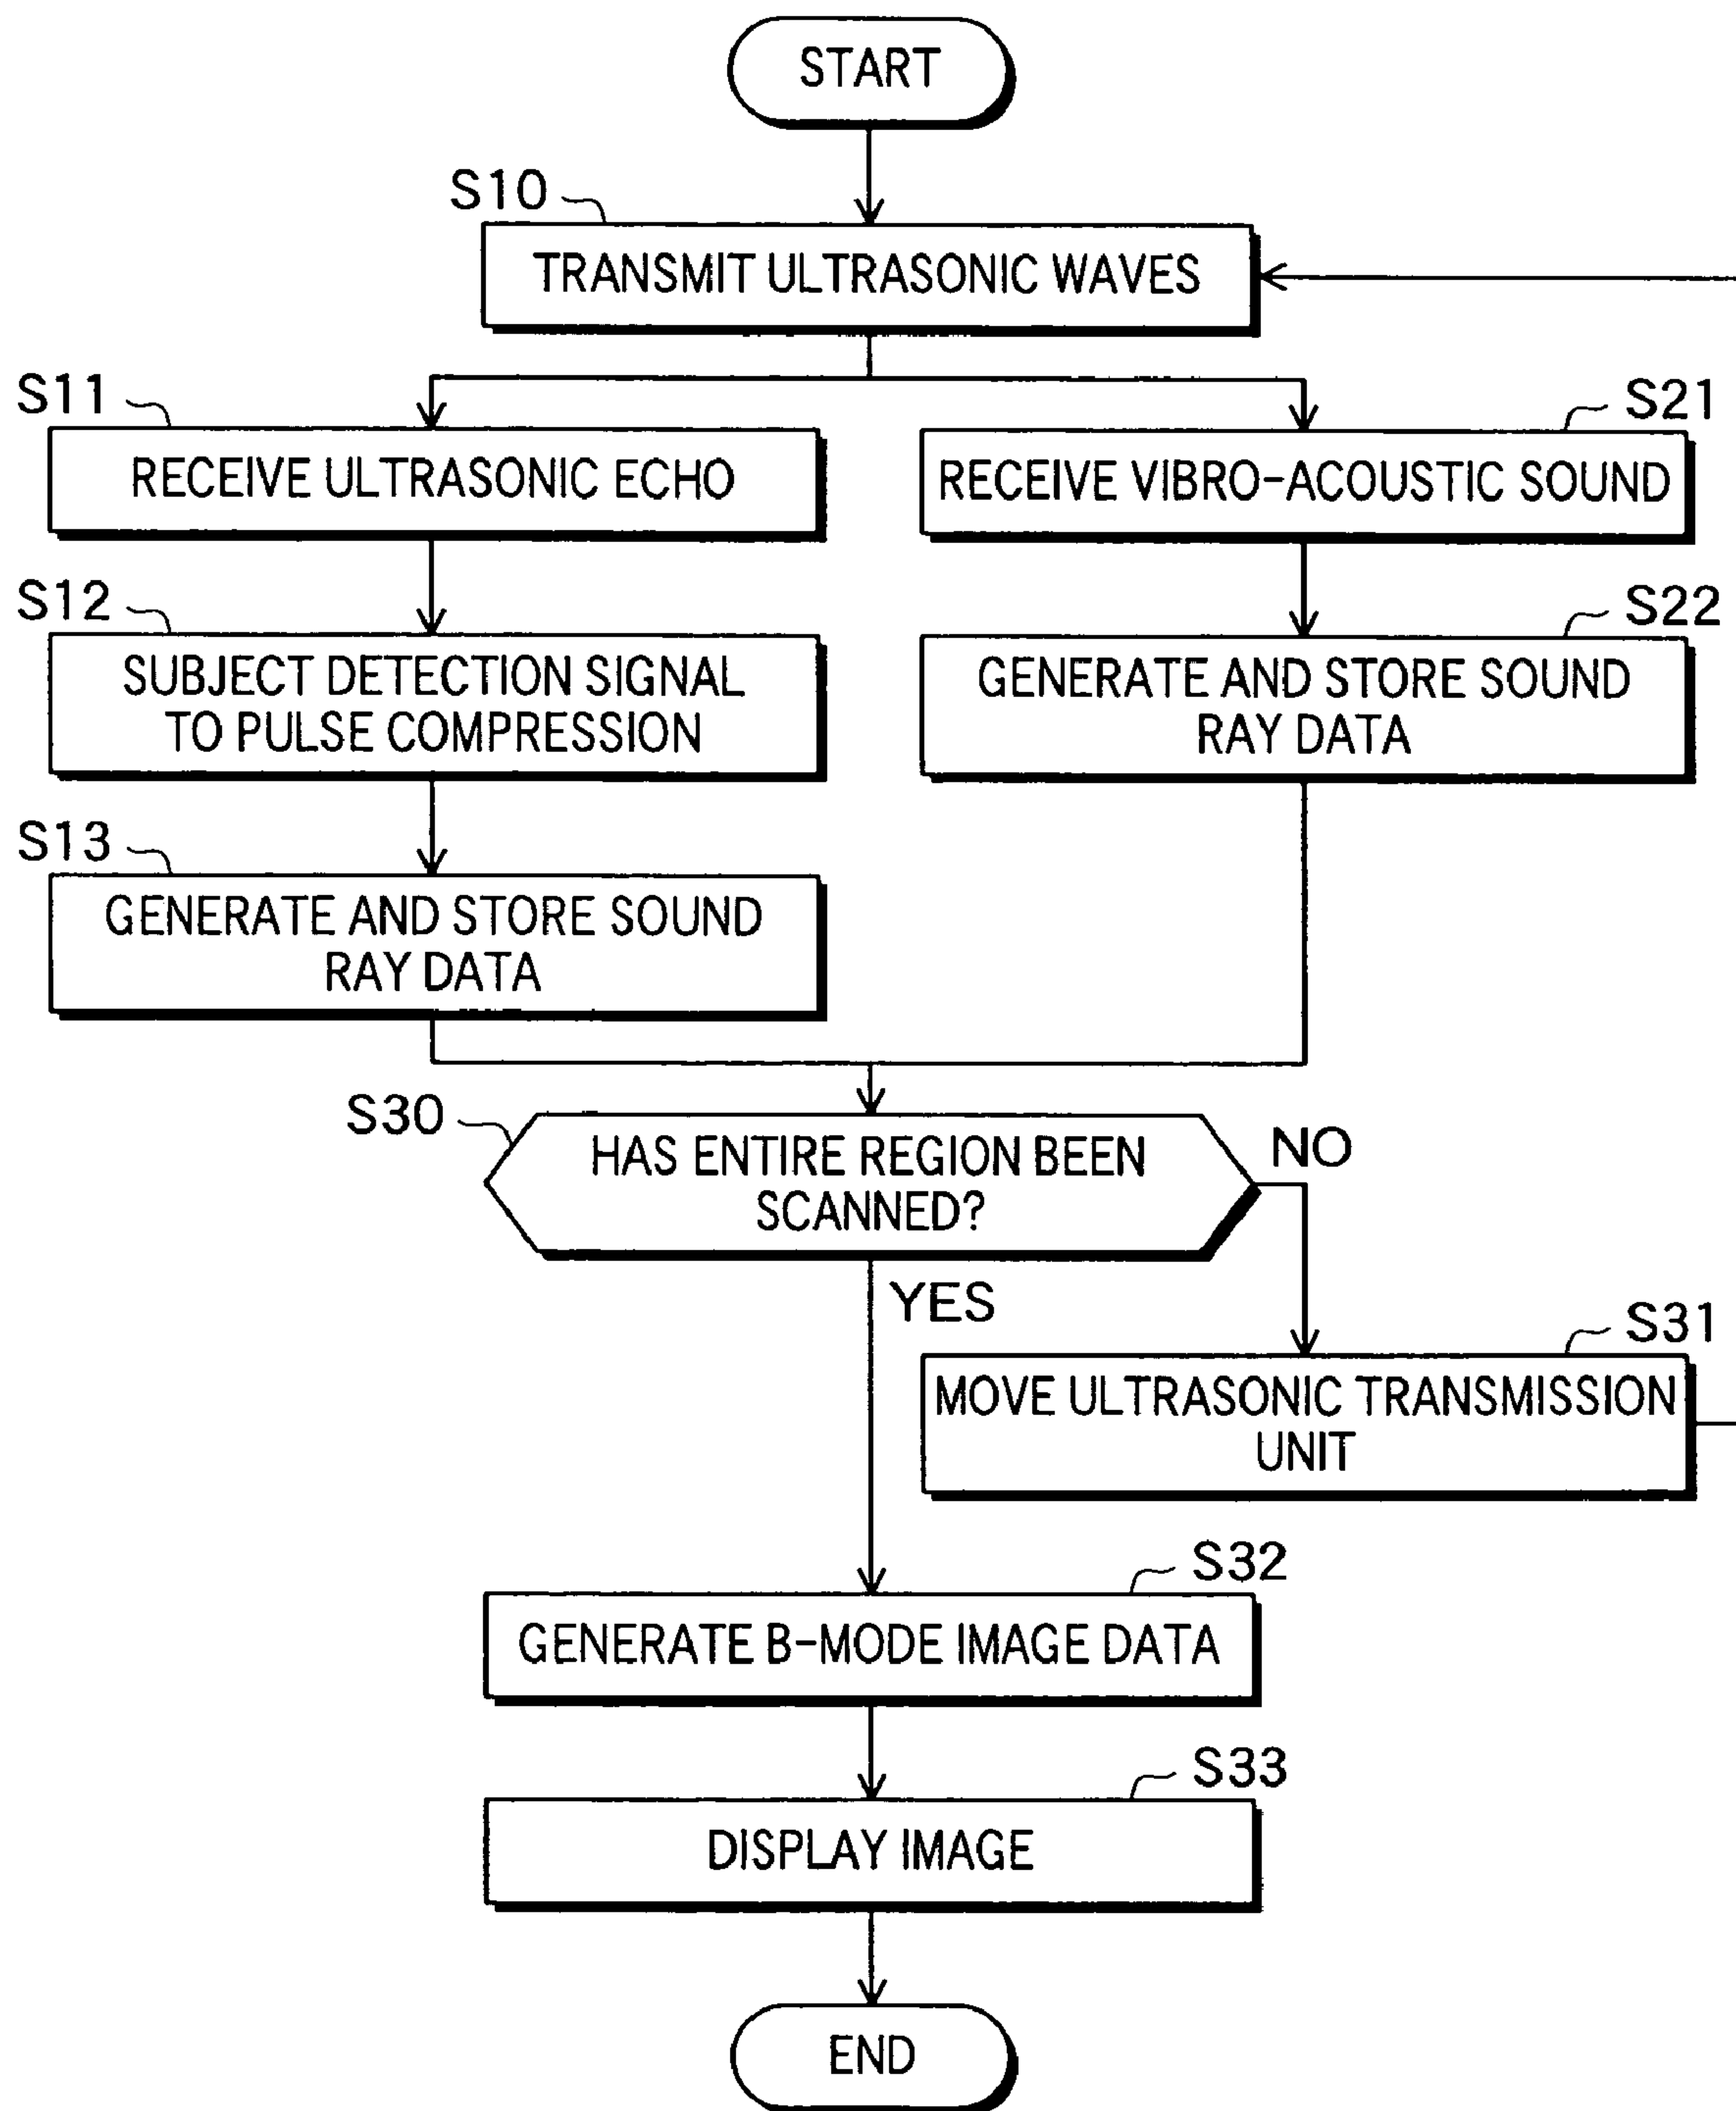 START
S10
TRANSMIT ULTRASONIC WAVES
S11
RECEIVE ULTRASONIC ECHO
S21
RECEIVE VIBRO-ACOUSTIC SOUND
S12
SUBJECT DETECTION SIGNAL
TO PULSE COMPRESSION
S22
GENERATE AND STORE SOUND
RAY DATA
S13
GENERATE AND STORE SOUND
RAY DATA
S30
HAS ENTIRE REGION BEEN
SCANNED?
NO
YES
S31
MOVE ULTRASONIC TRANSMISSION
UNIT
S32
GENERATE B-MODE IMAGE DATA
S33
DISPLAY IMAGE
END